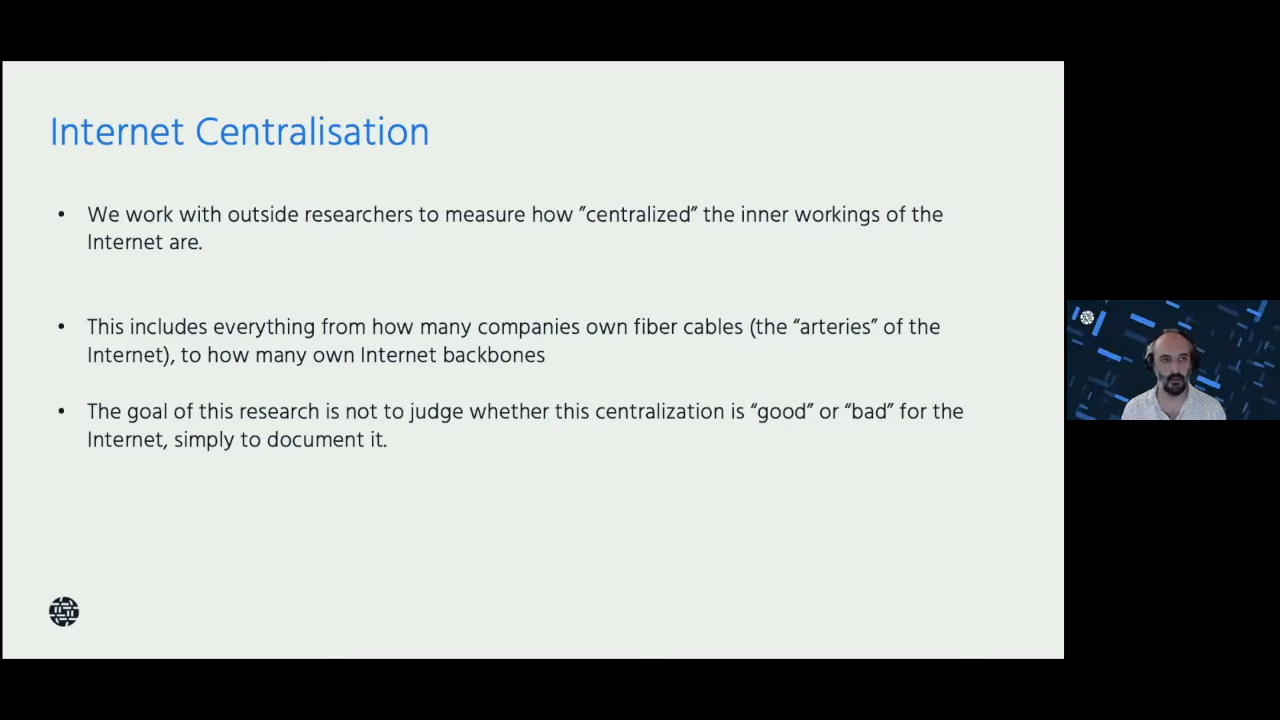 Internet Centralisation
• We work with outside researchers to measure how ”centralized” the inner workings of the
Internet are.
• This includes everything from how many companies own fiber cables (the “arteries” of the
Internet), to how many own Internet backbones
• The goal of this research is not to judge whether this centralization is “good” or “bad” for the
Internet, simply to document it.